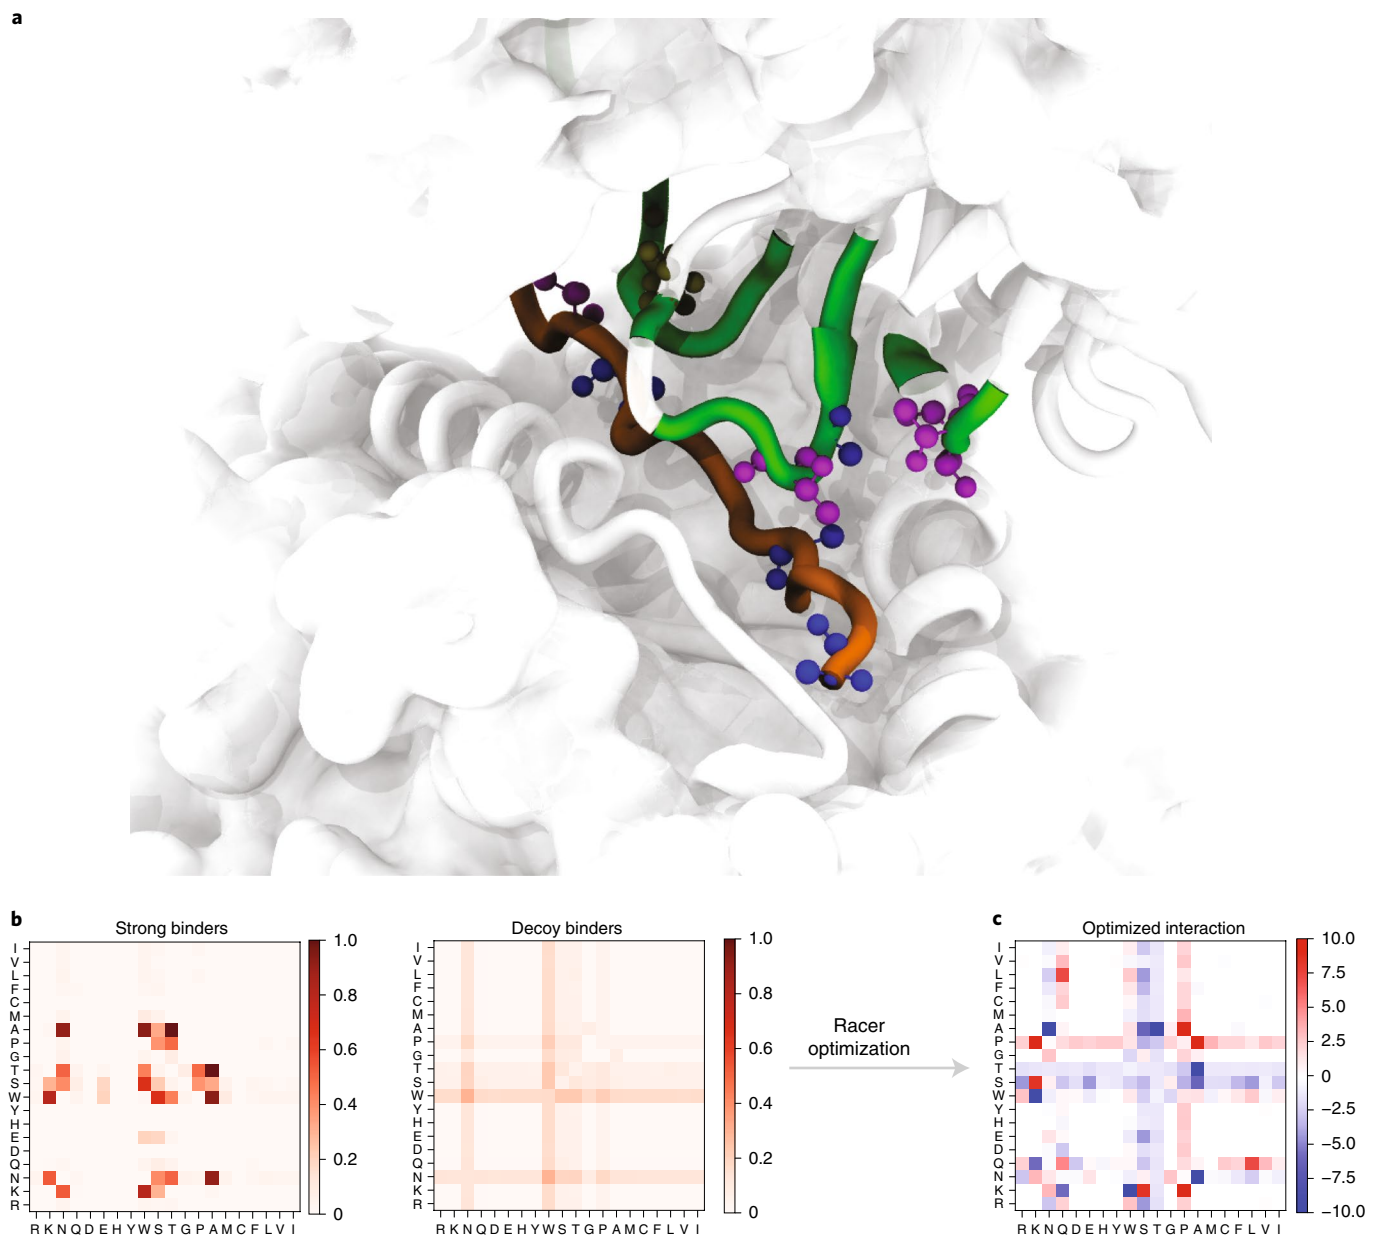 a
b
Strong binders
I
V
L
F
C
M
A
P
G
T
S
W
Y
H
E
D
Q
N
K
R
R K N Q D E H Y W S T G P A M C F L V I
1.0
0.8
0.6
0.4
0.2
0
Decoy binders
I
V
L
F
C
M
A
P
G
T
S
W
Y
H
E
D
Q
N
K
R
R K N Q D E H Y W S T G P A M C F L V I
1.0
0.8
0.6
0.4
0.2
0
Racer
optimization
c
Optimized interaction
I
V
L
F
C
M
A
P
G
T
S
W
Y
H
E
D
Q
N
K
R
R K N Q D E H Y W S T G P A M C F L V I
10.0
7.5
5.0
2.5
0
−2.5
−5.0
−7.5
−10.0